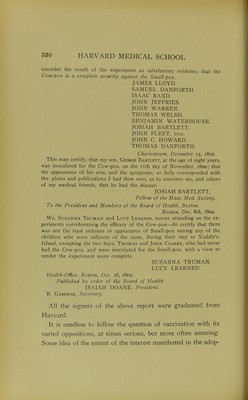 330 HARVARD MEDICAL SCHOOL
consider the result of the experiment as satisfactory evidence, that the
Cow-pox is a complete security against the Small-pox.
JAMES LLOYD.
SAMUEL DANFORTH.
ISAAC RAND.
JOHN JEFFRIES.
JOHN WARREN.
THOMAS WELSH.
BENJAMIN WATERHOUSE.
JOSIAH BARTLETT.
JOHN FLEET, JUN.
JOHN C. HOWARD.
THOMAS DANFORTH.
Charlestown, December 15, 1802.
This may certify, that my son, GEORGE BARTLETT, at the age of eight years,
was inoculated for the Cow-pox, on the 11th day of November, 1800; that
the appearance of his arm, and the symptoms, so fully corresponded with
the plates and publications I had then seen, as to convince me, and others
of my medical friends, that he had the disease.
JOSIAH BARTLETT,
Fellow of the Mass. Med. Society.
To the President and Members of the Board of Health, Boston.
Boston, Dec. 8th, 1802.
WE, SUSANNA TRUMAN and LUCY LEARNED, nurses attending on the ex-
periments corroborating the efficacy of the Cow-pox—do certify that there
was not the least sickness or appearance of Small-pox among any of the
children who were subjects of the same, during their stay at Noddle's-
Island, excepting the two boys, THOMAS and JOHN CLARKE, who had never
had the Cow-pox, and were inoculated for the Small-pox, with a view to
render the experiment more complete.
SUSANNA TRUMAN.
LUCY LEARNED
Health-Office, Boston, Dec. 16, 1802.
Published by order of the Board of Health.
ISAIAH DOANE, President.
B. GARDNER, Secretary.
All the signers of the above report were graduated from
Harvard.
It is needless to follow the question of vaccination with its
varied oppositions, at times serious, but more often amusing.
Some idea of the extent of the interest manifested in the adop-